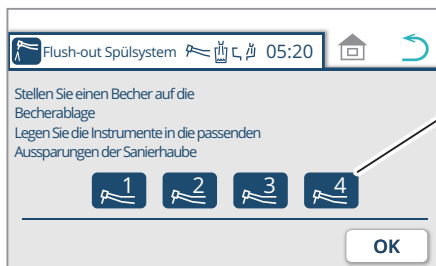 Flush-out Spülsystem 05:20
Stellen Sie einen Becher auf die
Becherablage
Legen Sie die Instrumente in die passenden
Aussparungen der Sanierhaube
1 2 3 4
OK